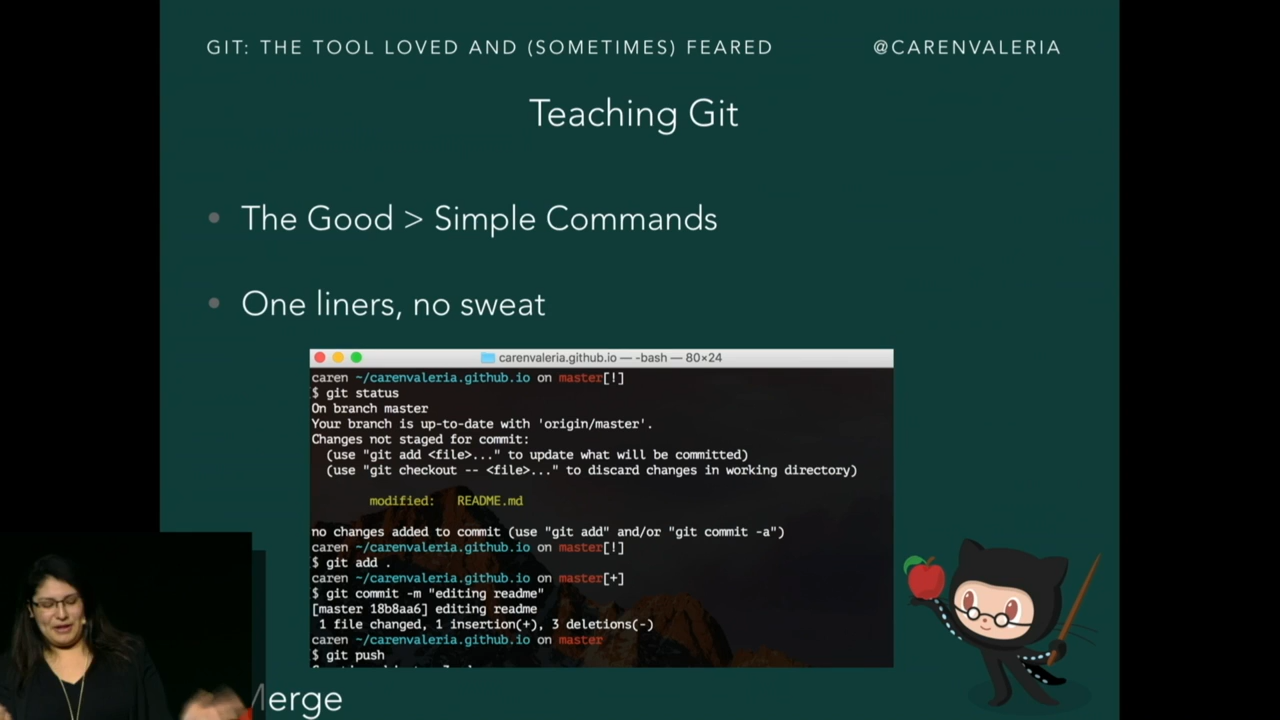 GIT: THE TOOL LOVED AND (SOMETIMES) FEARED
@CARENVALERIA
Teaching Git
• The Good > Simple Commands
• One liners, no sweat
carenvaleria.github.io — -bash — 80×24
caren ~/carenvaleria.github.io on master[!]
$ git status
On branch master
Your branch is up-to-date with 'origin/master'.
Changes not staged for commit:
(use "git add <file>..." to update what will be committed)
(use "git checkout -- <file>..." to discard changes in working directory)
modified: README.md
no changes added to commit (use "git add" and/or "git commit -a")
caren ~/carenvaleria.github.io on master[!]
$ git add .
caren ~/carenvaleria.github.io on master[+]
$ git commit -m "editing readme"
[master 18b8aa6] editing readme
1 file changed, 1 insertion(+), 3 deletions(-)
caren ~/carenvaleria.github.io on master
$ git push
Merge